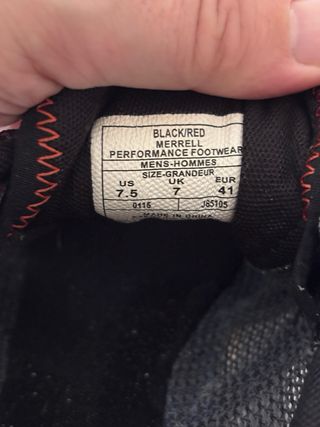 BLACK/RED
MERRELL
PERFORMANCE FOOTWEAR
MENS-HOMMES
SIZE-GRANDEUR
US UK EUR
7.5 7 41
0115 J85105
MADE IN CHINA